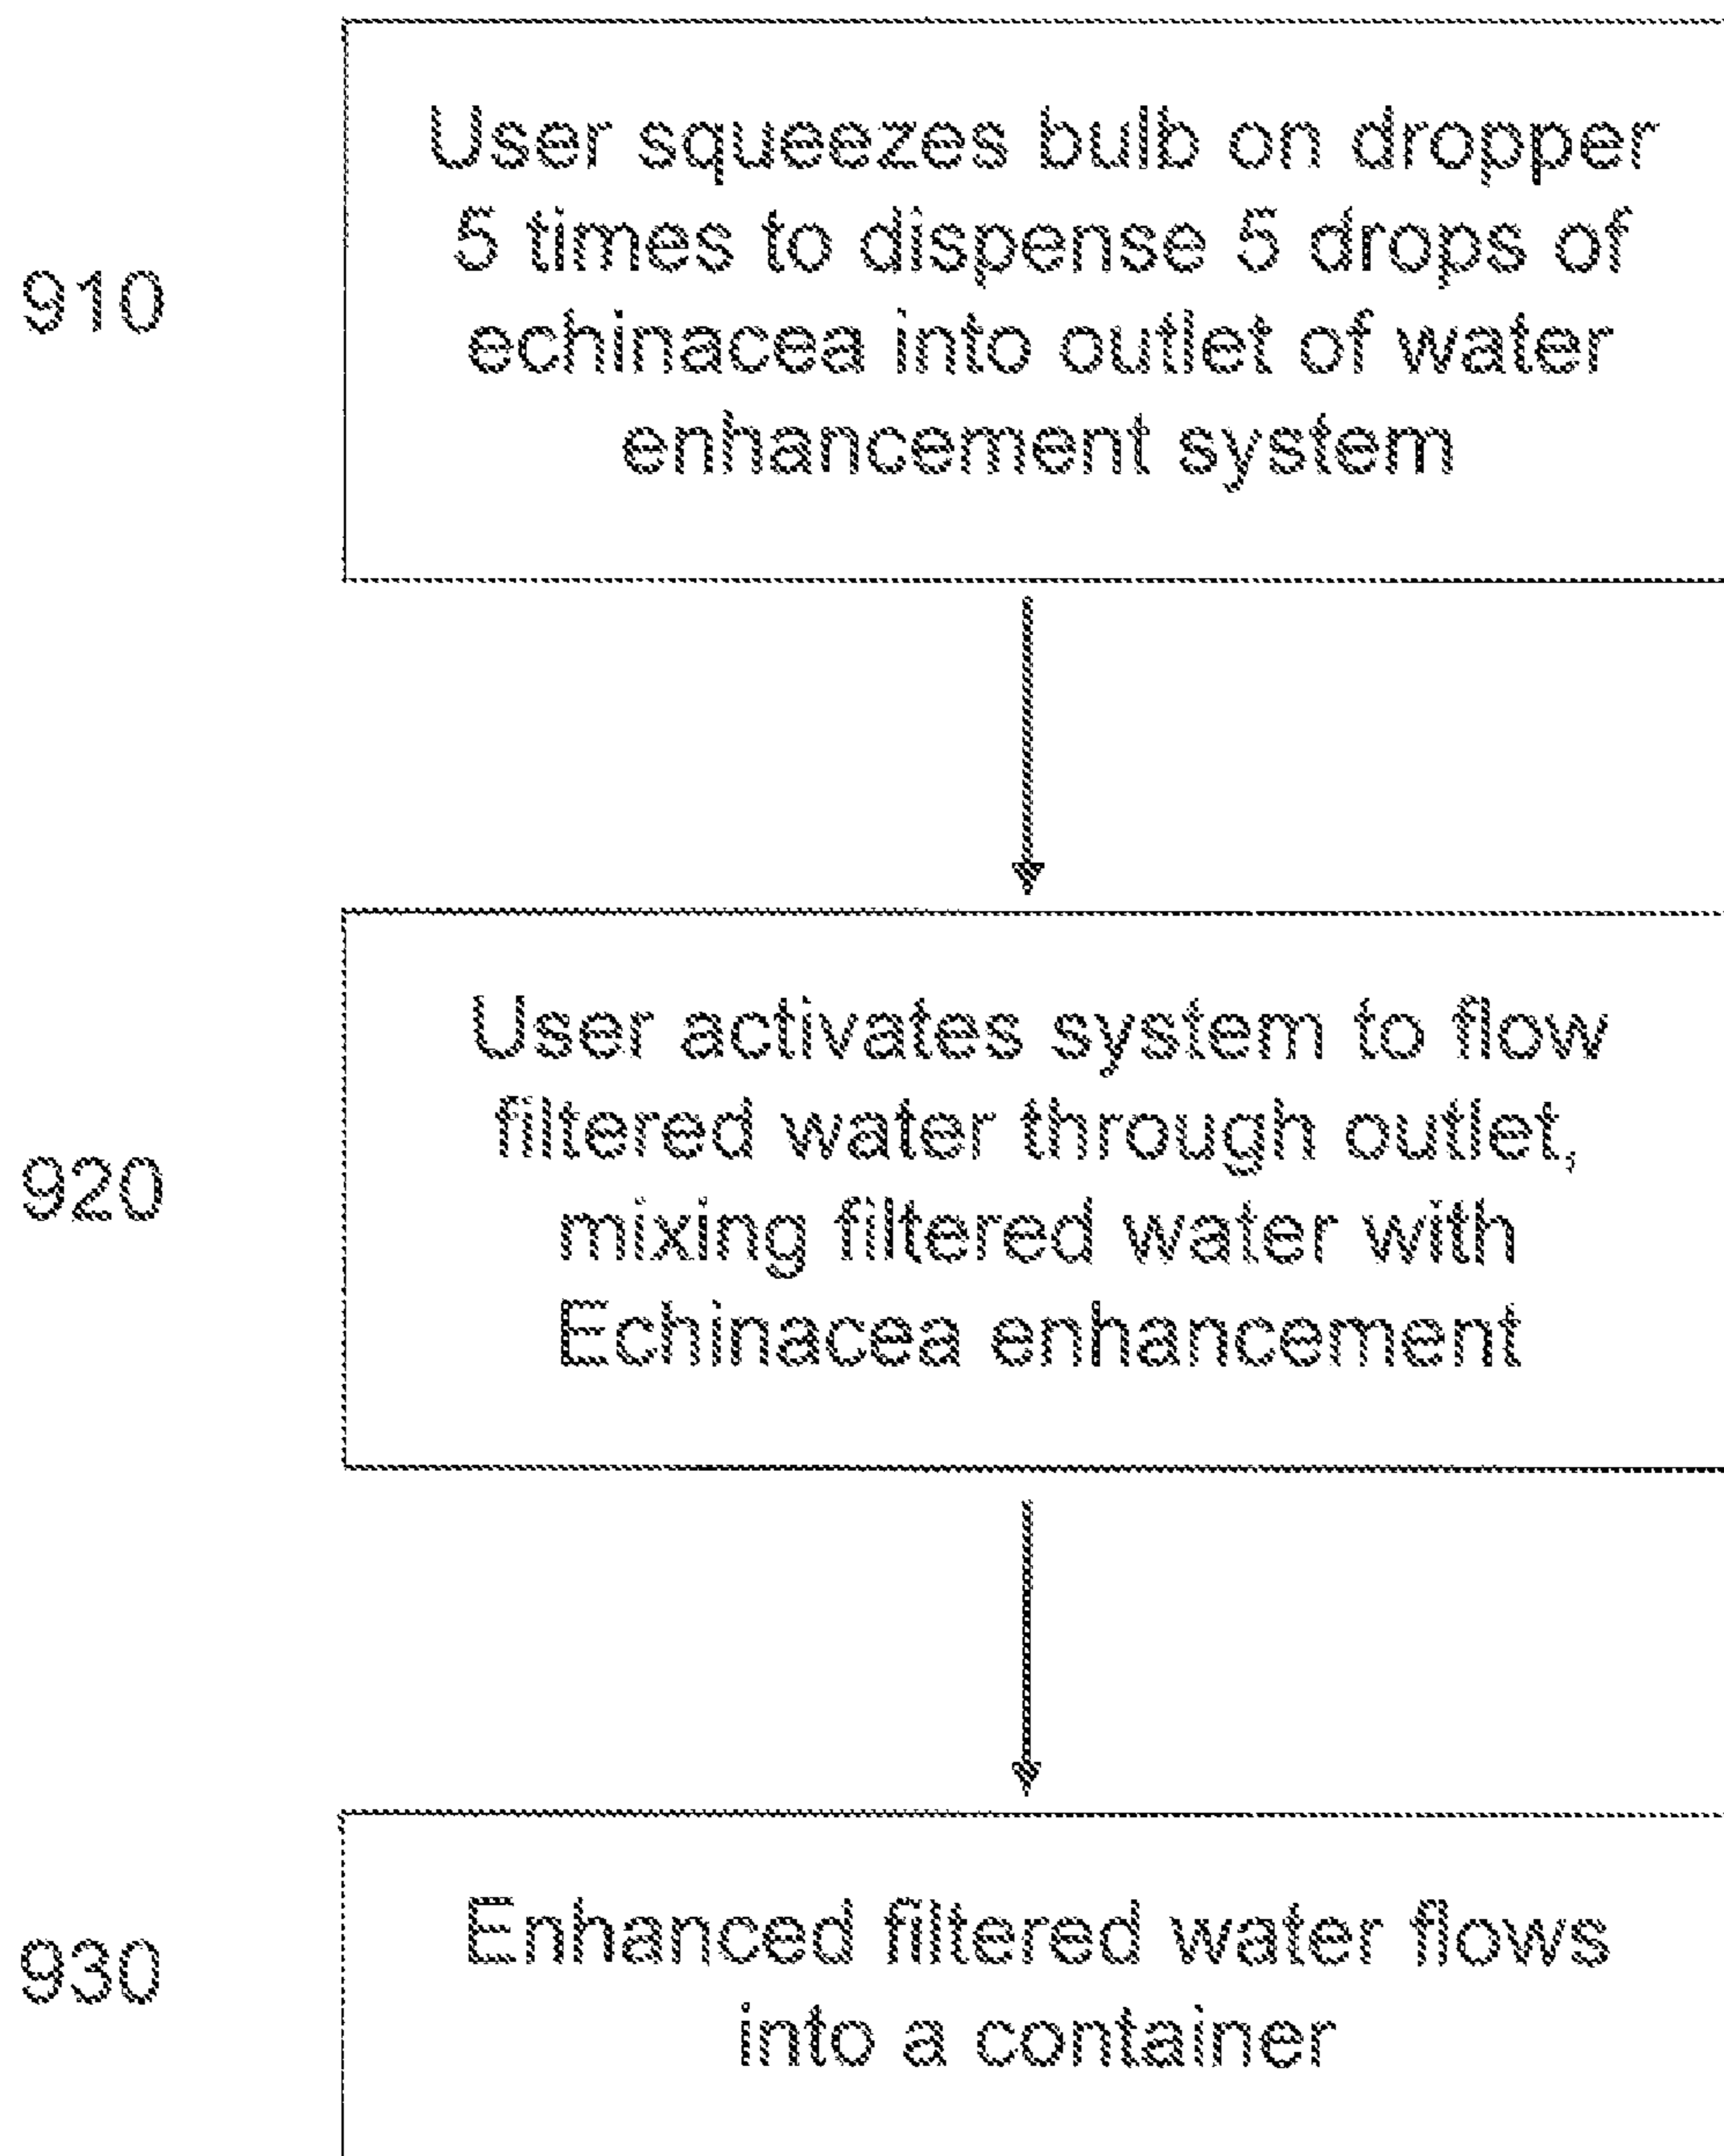 User squeezes bulb on dropper
5 times to dispense 5 drops of
910
echinacea into outlet of water
enhancement system
User activates system to flow
filtered water through outlet,
920
mixing filtered water with
Echinacea enhancement
930
Enhanced filtered water flows
into a container